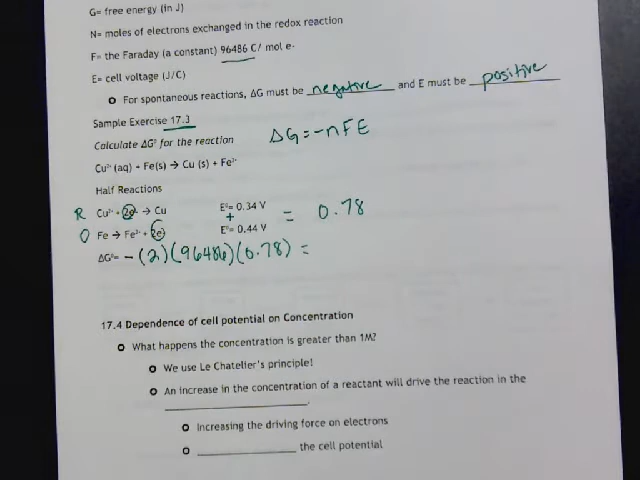 G= free energy (in J)
N= moles of electrons exchanged in the redox reaction
F= the Faraday (a constant) 96486 C/ mol e-
E= cell voltage (J/C)
o For spontaneous reactions, ΔG must be negative and E must be positive
Sample Exercise 17.3
Calculate ΔG° for the reaction ΔG = -nFE
Cu²⁺ (aq) + Fe(s) → Cu (s) + Fe²⁺
Half Reactions
R Cu²⁺ + 2e⁻ → Cu E°= 0.34 V
+ = 0.78
O Fe → Fe²⁺ + 2e⁻ E°= 0.44 V
ΔG°= -(2)(96486)(0.78) =
17.4 Dependence of cell potential on Concentration
o What happens the concentration is greater than 1M?
o We use Le Chatelier's principle!
o An increase in the concentration of a reactant will drive the reaction in the
____________________.
o Increasing the driving force on electrons
o ______________ the cell potential